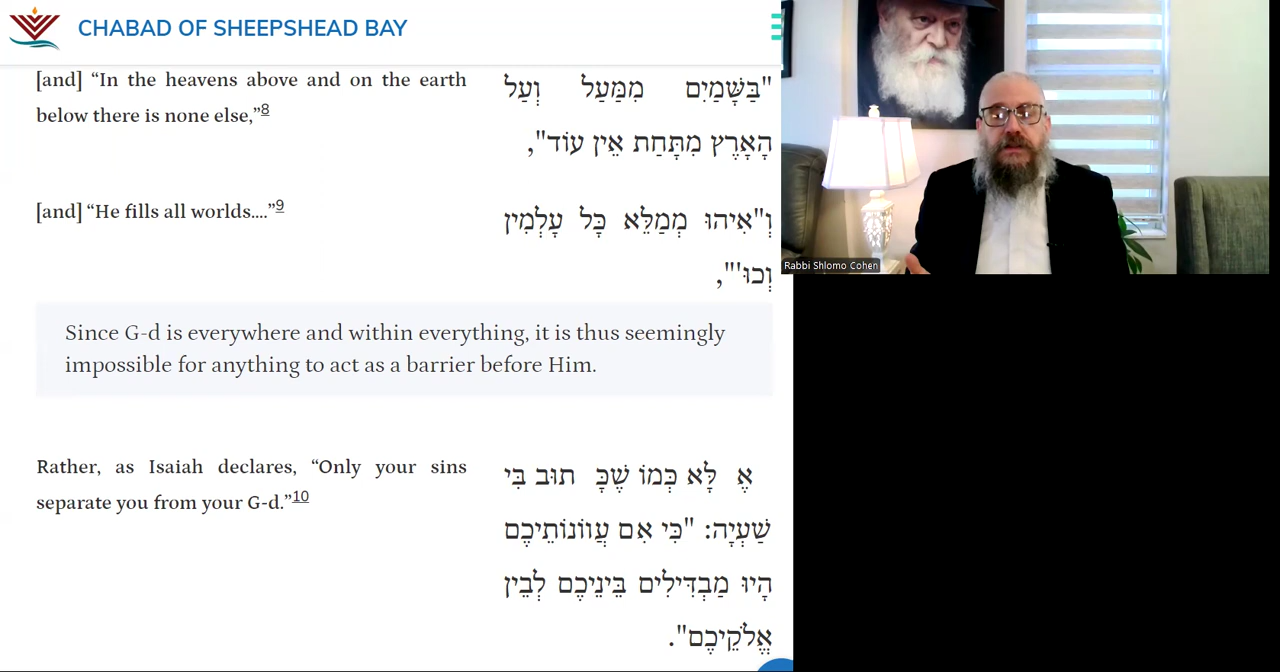 CHABAD OF SHEEPSHEAD BAY
[and] “In the heavens above and on the earth
below there is none else,”8
"בַּשָּׁמַיִם מִמַּעַל וְעַל
הָאָרֶץ מִתָּחַת אֵין עוֹד",
[and] “He fills all worlds....”9
וְ"אִיהוּ מְמַלֵּא כָּל עָלְמִין
וְכוּ'",
Since G-d is everywhere and within everything, it is thus seemingly
impossible for anything to act as a barrier before Him.
Rather, as Isaiah declares, “Only your sins
separate you from your G-d.”10
אֶ לָּא כְּמוֹ שֶׁכָּ תוּב בִּי
שַׁעְיָה: "כִּי אִם עֲווֹנוֹתֵיכֶם
הָיוּ מַבְדִּילִים בֵּינֵיכֶם לְבֵין
אֱלֹקֵיכֶם".
Rabbi Shlomo Cohen